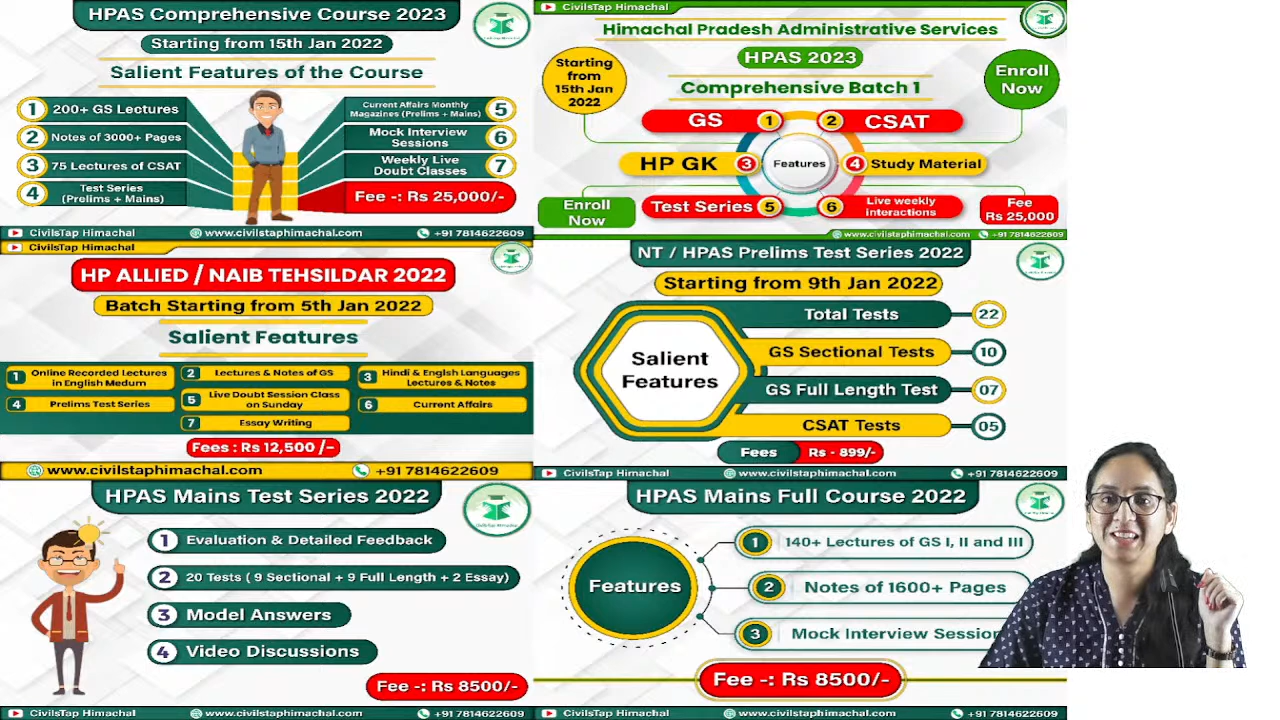 HPAS Comprehensive Course 2023
Starting from 15th Jan 2022
Salient Features of the Course
1 200+ GS Lectures
2 Notes of 3000+ Pages
3 75 Lectures of CSAT
4 Test Series
(Prelims + Mains)
Current Affairs Monthly
Magazines (Prelims + Mains) 5
Mock Interview
Sessions 6
Weekly Live
Doubt Classes 7
Fee -: Rs 25,000/-
CivilsTap Himachal www.civilstaphimachal.com +91 7814622609
CivilsTap Himachal
Himachal Pradesh Administrative Services
HPAS 2023
Starting
from
15th Jan
2022
Comprehensive Batch 1
Enroll
Now
GS 1
2 CSAT
HP GK 3
Features
4 Study Material
Test Series 5
6 Live weekly
interactions
Enroll
Now
Fee
Rs 25,000
www.civilstaphimachal.com +91 7814622609
CivilsTap Himachal
HP ALLIED / NAIB TEHSILDAR 2022
Batch Starting from 5th Jan 2022
Salient Features
1 Online Recorded Lectures
in English Medum
2 Lectures & Notes of GS
3 Hindi & Englsh Languages
Lectures & Notes
4 Prelims Test Series
5 Live Doubt Session Class
on Sunday
6 Current Affairs
7 Essay Writing
Fees : Rs 12,500 /-
www.civilstaphimachal.com +91 7814622609
NT / HPAS Prelims Test Series 2022
Starting from 9th Jan 2022
Salient
Features
Total Tests 22
GS Sectional Tests 10
GS Full Length Test 07
CSAT Tests 05
Fees Rs - 899/-
CivilsTap Himachal www.civilstaphimachal.com +91 7814622609
HPAS Mains Test Series 2022
1 Evaluation & Detailed Feedback
2 20 Tests ( 9 Sectional + 9 Full Length + 2 Essay)
3 Model Answers
4 Video Discussions
Fee -: Rs 8500/-
CivilsTap Himachal www.civilstaphimachal.com +91 7814622609
HPAS Mains Full Course 2022
Features
1 140+ Lectures of GS I, II and III
2 Notes of 1600+ Pages
3 Mock Interview Session
Fee -: Rs 8500/-
CivilsTap Himachal www.civilstaphimachal.com +91 7814622609